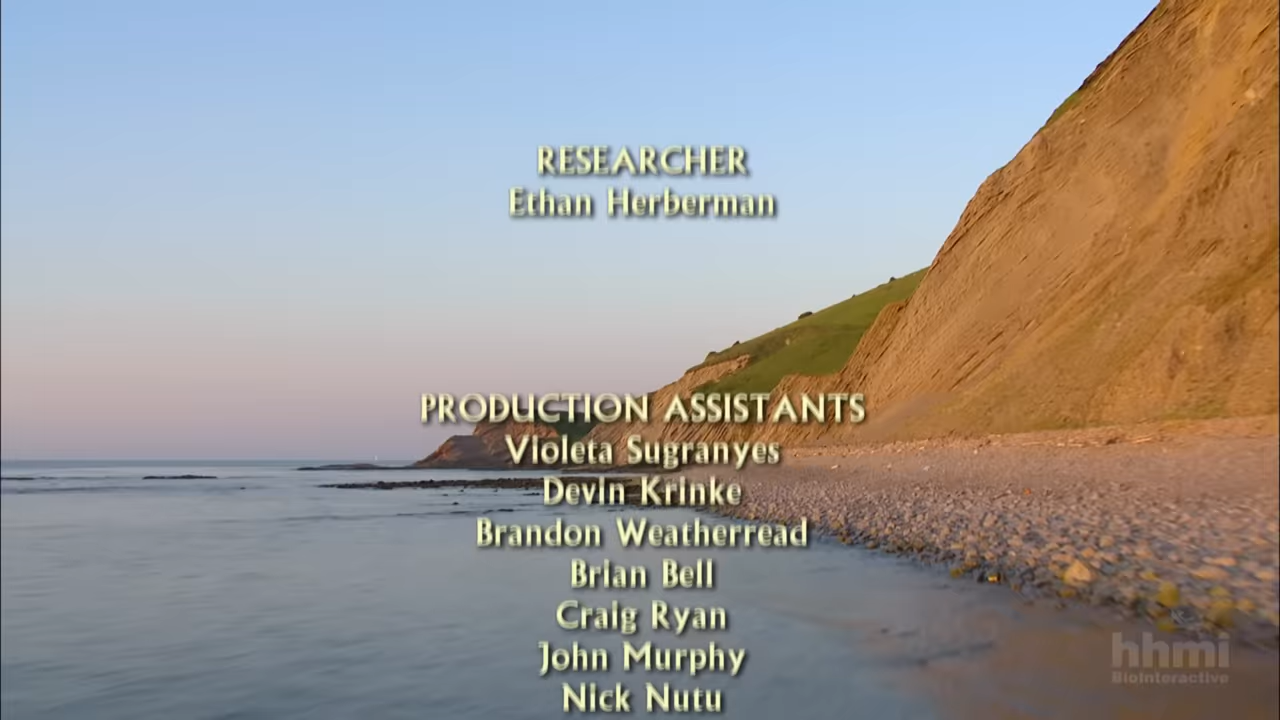 RESEARCHER
Ethan Herberman
PRODUCTION ASSISTANTS
Violeta Sugranyes
Devin Krinke
Brandon Weatherread
Brian Bell
Craig Ryan
John Murphy
Nick Nutu
hhmi
BioInteractive